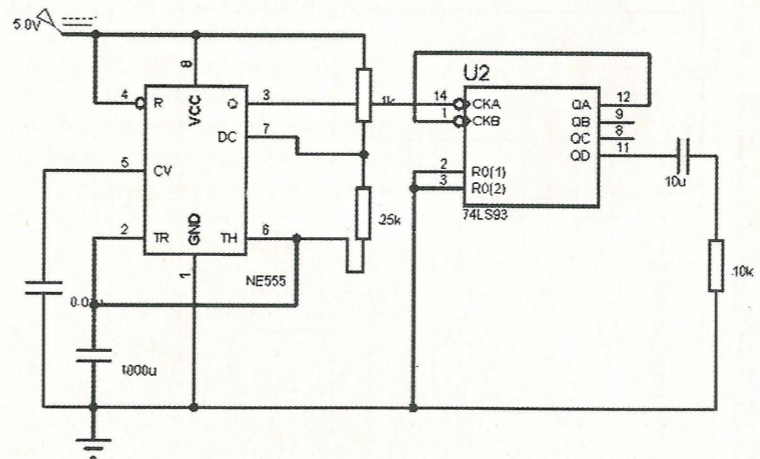 5.0V
8
4
R
VCC
Q
3
1k
DC
7
5
CV
25k
2
TR
GND
TH
6
1
NE555
1000u
U2
14
CKA
QA
12
1
CKB
QB
9
QC
8
QD
11
2
R0(1)
3
R0(2)
74LS93
10u
10k